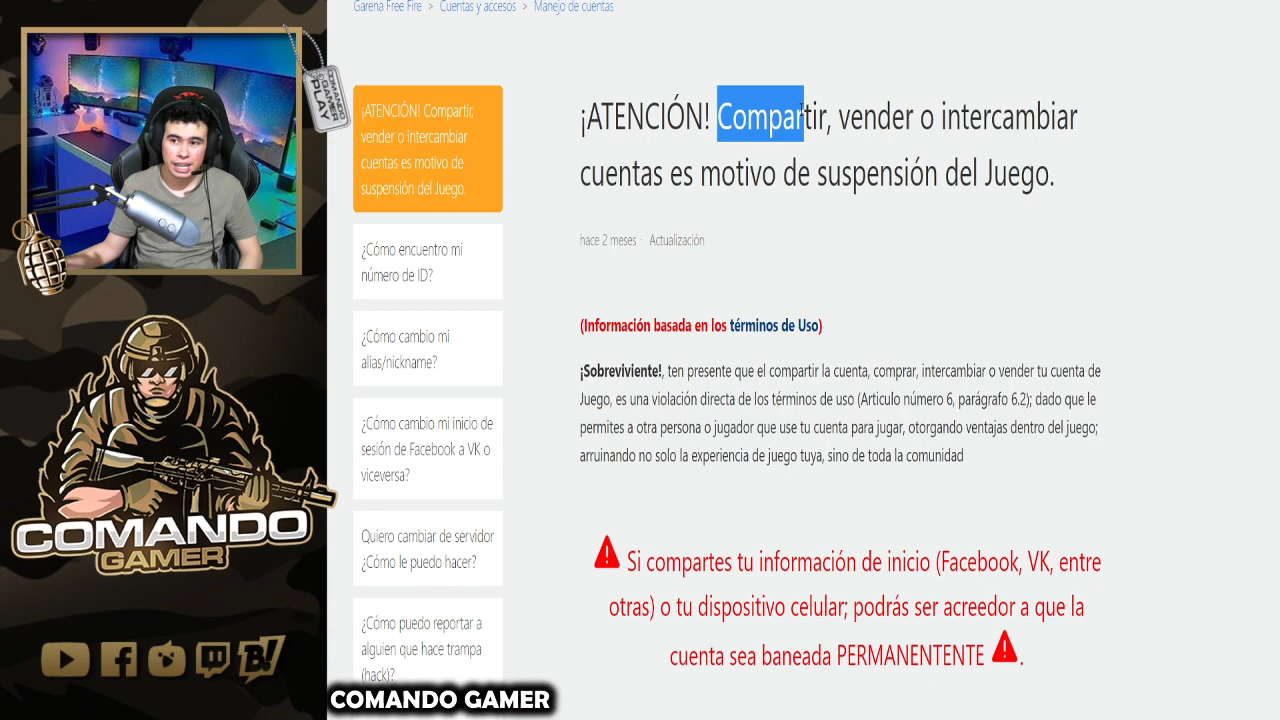 Garena Free Fire > Cuentas y accesos > Manejo de cuentas
COMANDO
GAMER
PLAY
¡ATENCIÓN! Compartir,
vender o intercambiar
cuentas es motivo de
suspensión del Juego.
¿Cómo encuentro mi
número de ID?
¿Cómo cambio mi
alias/nickname?
¿Cómo cambio mi inicio de
sesión de Facebook a VK o
viceversa?
Quiero cambiar de servidor
¿Cómo le puedo hacer?
¿Cómo puedo reportar a
alguien que hace trampa
(hack)?
¡ATENCIÓN! Compartir, vender o intercambiar
cuentas es motivo de suspensión del Juego.
hace 2 meses · Actualización
(Información basada en los términos de Uso)
¡Sobreviviente!, ten presente que el compartir la cuenta, comprar, intercambiar o vender tu cuenta de
Juego, es una violación directa de los términos de uso (Articulo número 6, parágrafo 6.2); dado que le
permites a otra persona o jugador que use tu cuenta para jugar, otorgando ventajas dentro del juego;
arruinando no solo la experiencia de juego tuya, sino de toda la comunidad
Si compartes tu información de inicio (Facebook, VK, entre
otras) o tu dispositivo celular; podrás ser acreedor a que la
cuenta sea baneada PERMANENTENTE .
COMANDO
GAMER
B!
COMANDO GAMER